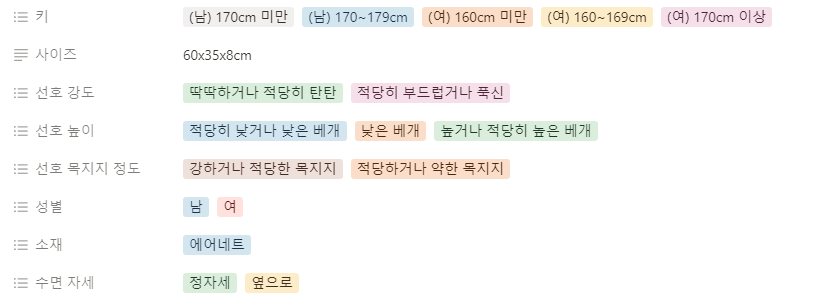 키 (남) 170cm 미만 (남) 170~179cm (여) 160cm 미만 (여) 160~169cm (여) 170cm 이상
사이즈 60x35x8cm
선호 강도 딱딱하거나 적당히 탄탄 적당히 부드럽거나 푹신
선호 높이 적당히 낮거나 낮은 베개 낮은 베개 높거나 적당히 높은 베개
선호 목지지 정도 강하거나 적당한 목지지 적당하거나 약한 목지지
성별 남 여
소재 에어네트
수면 자세 정자세 옆으로